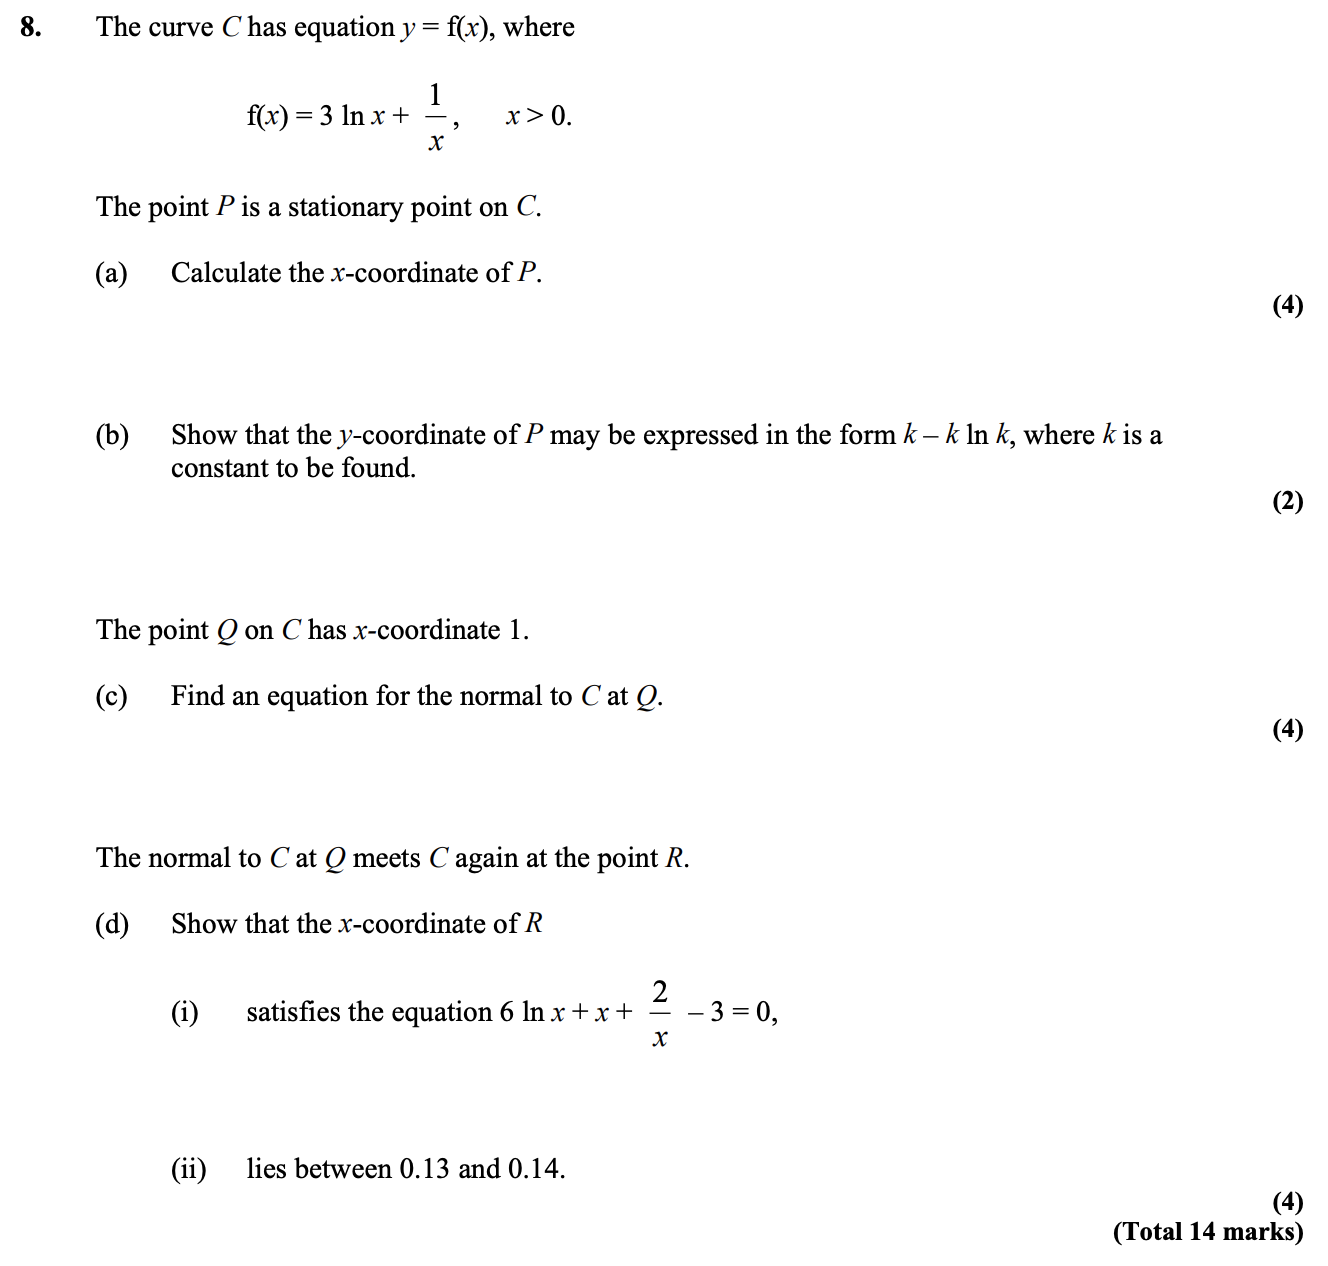 8. The curve C has equation y = f(x), where
f(x) = 3 ln x + 1/x, x > 0.
The point P is a stationary point on C.
(a) Calculate the x-coordinate of P.
(4)
(b) Show that the y-coordinate of P may be expressed in the form k – k ln k, where k is a
constant to be found.
(2)
The point Q on C has x-coordinate 1.
(c) Find an equation for the normal to C at Q.
(4)
The normal to C at Q meets C again at the point R.
(d) Show that the x-coordinate of R
(i) satisfies the equation 6 ln x + x + 2/x – 3 = 0,
(ii) lies between 0.13 and 0.14.
(4)
(Total 14 marks)